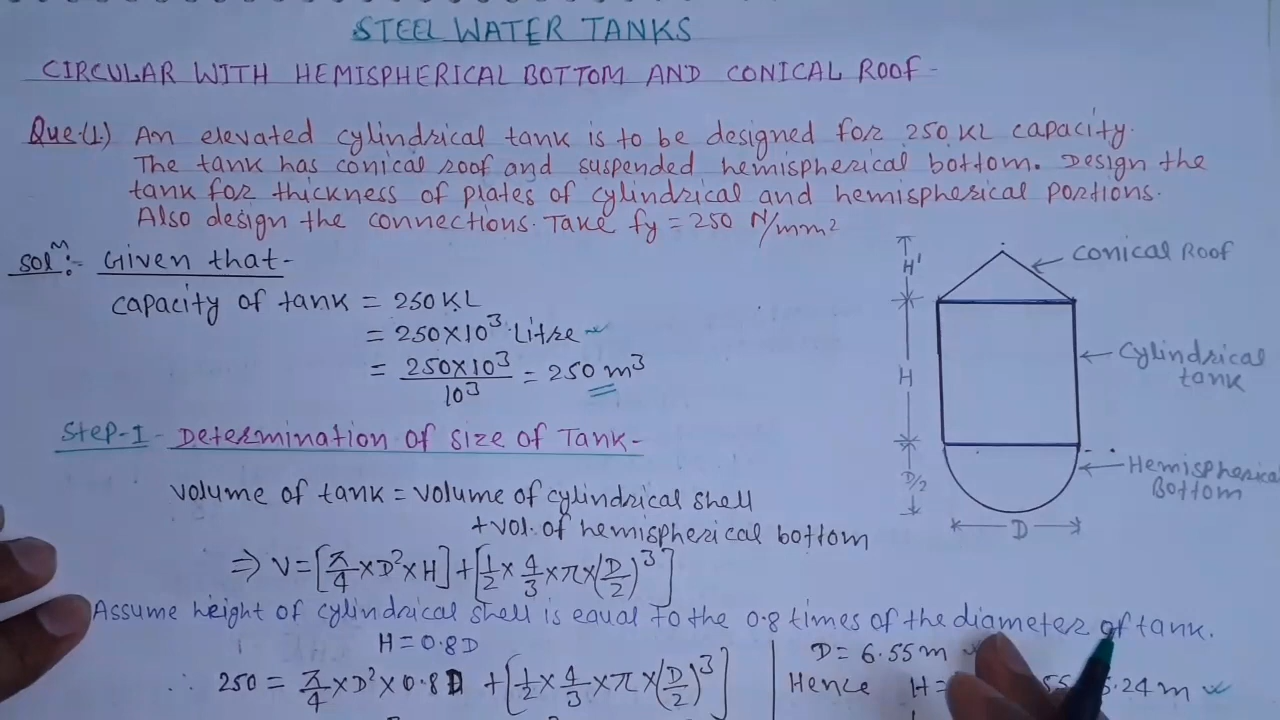 STEEL WATER TANKS
CIRCULAR WITH HEMISPHERICAL BOTTOM AND CONICAL ROOF -
Que.(1.) An elevated cylindrical tank is to be designed for 250 KL capacity.
The tank has conical roof and suspended hemispherical bottom. Design the
tank for thickness of plates of cylindrical and hemispherical portions.
Also design the connections. Take fy = 250 N/mm²
Solⁿ:- Given that-
capacity of tank = 250 KL
= 250×10³ Litre
= 250×10³/10³ = 250 m³
H'
conical Roof
H
Cylindrical
tank
D/2
Hemispherical
Bottom
D
Step-I - Determination of size of Tank-
Volume of tank = Volume of cylindrical shell
+ vol. of hemispherical bottom
⇒ V = [π/4 × D² × H] + [1/2 × 4/3 × π × (D/2)³]
Assume height of cylindrical shell is equal to the 0.8 times of the diameter of tank.
H = 0.8D
∴ 250 = π/4 × D² × 0.8D + [1/2 × 4/3 × π × (D/2)³]
D = 6.55m
Hence H = 5.24m